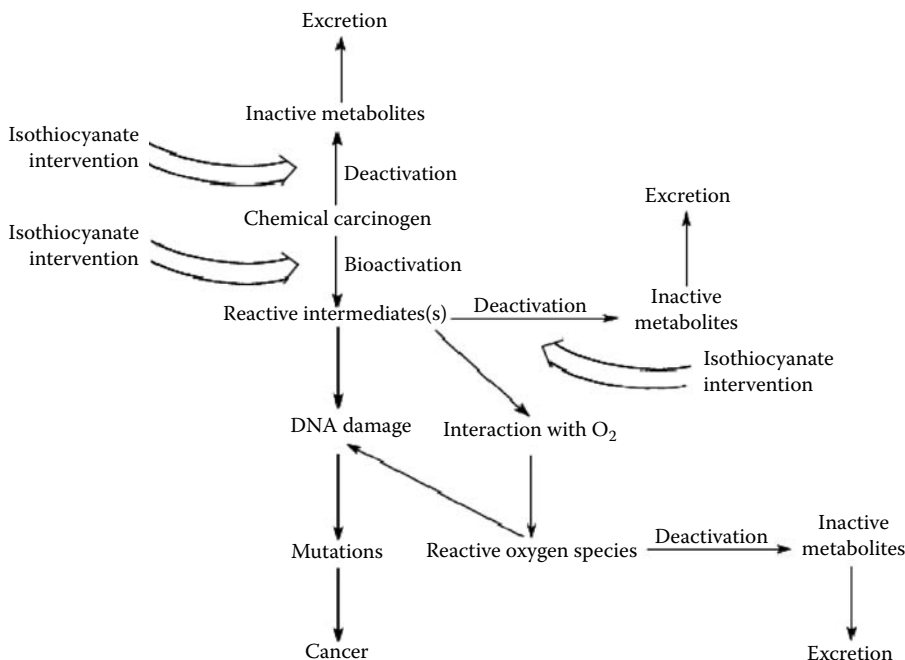 Excretion
Inactive metabolites
Isothiocyanate
intervention
Deactivation
Chemical carcinogen
Excretion
Isothiocyanate
intervention
Bioactivation
Reactive intermediates(s)
Deactivation
Inactive
metabolites
Isothiocyanate
intervention
DNA damage
Interaction with O₂
Mutations
Reactive oxygen species
Deactivation
Inactive
metabolites
Cancer
Excretion